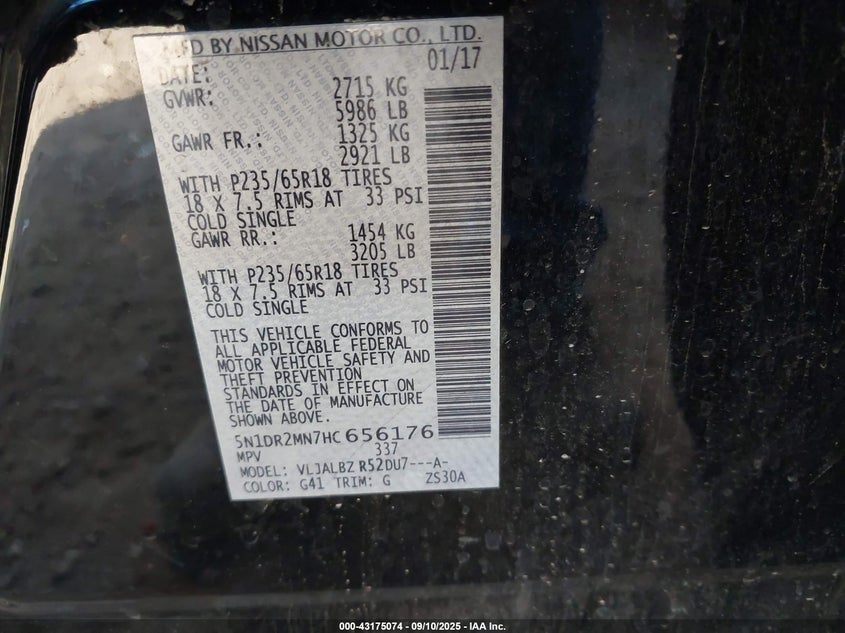 MFD BY NISSAN MOTOR CO., LTD.
DATE: 01/17
GVWR: 2715 KG
5986 LB
GAWR FR.: 1325 KG
2921 LB
WITH P235/65R18 TIRES
18 X 7.5 RIMS AT 33 PSI
COLD SINGLE
GAWR RR.: 1454 KG
3205 LB
WITH P235/65R18 TIRES
18 X 7.5 RIMS AT 33 PSI
COLD SINGLE
THIS VEHICLE CONFORMS TO
ALL APPLICABLE FEDERAL
MOTOR VEHICLE SAFETY AND
THEFT PREVENTION
STANDARDS IN EFFECT ON
THE DATE OF MANUFACTURE
SHOWN ABOVE.
5N1DR2MN7HC656176
MPV 337
MODEL: VLJALBZ R52DU7---A-
COLOR: G41 TRIM: G ZS30A
000-43175074 - 09/10/2025 - IAA Inc.